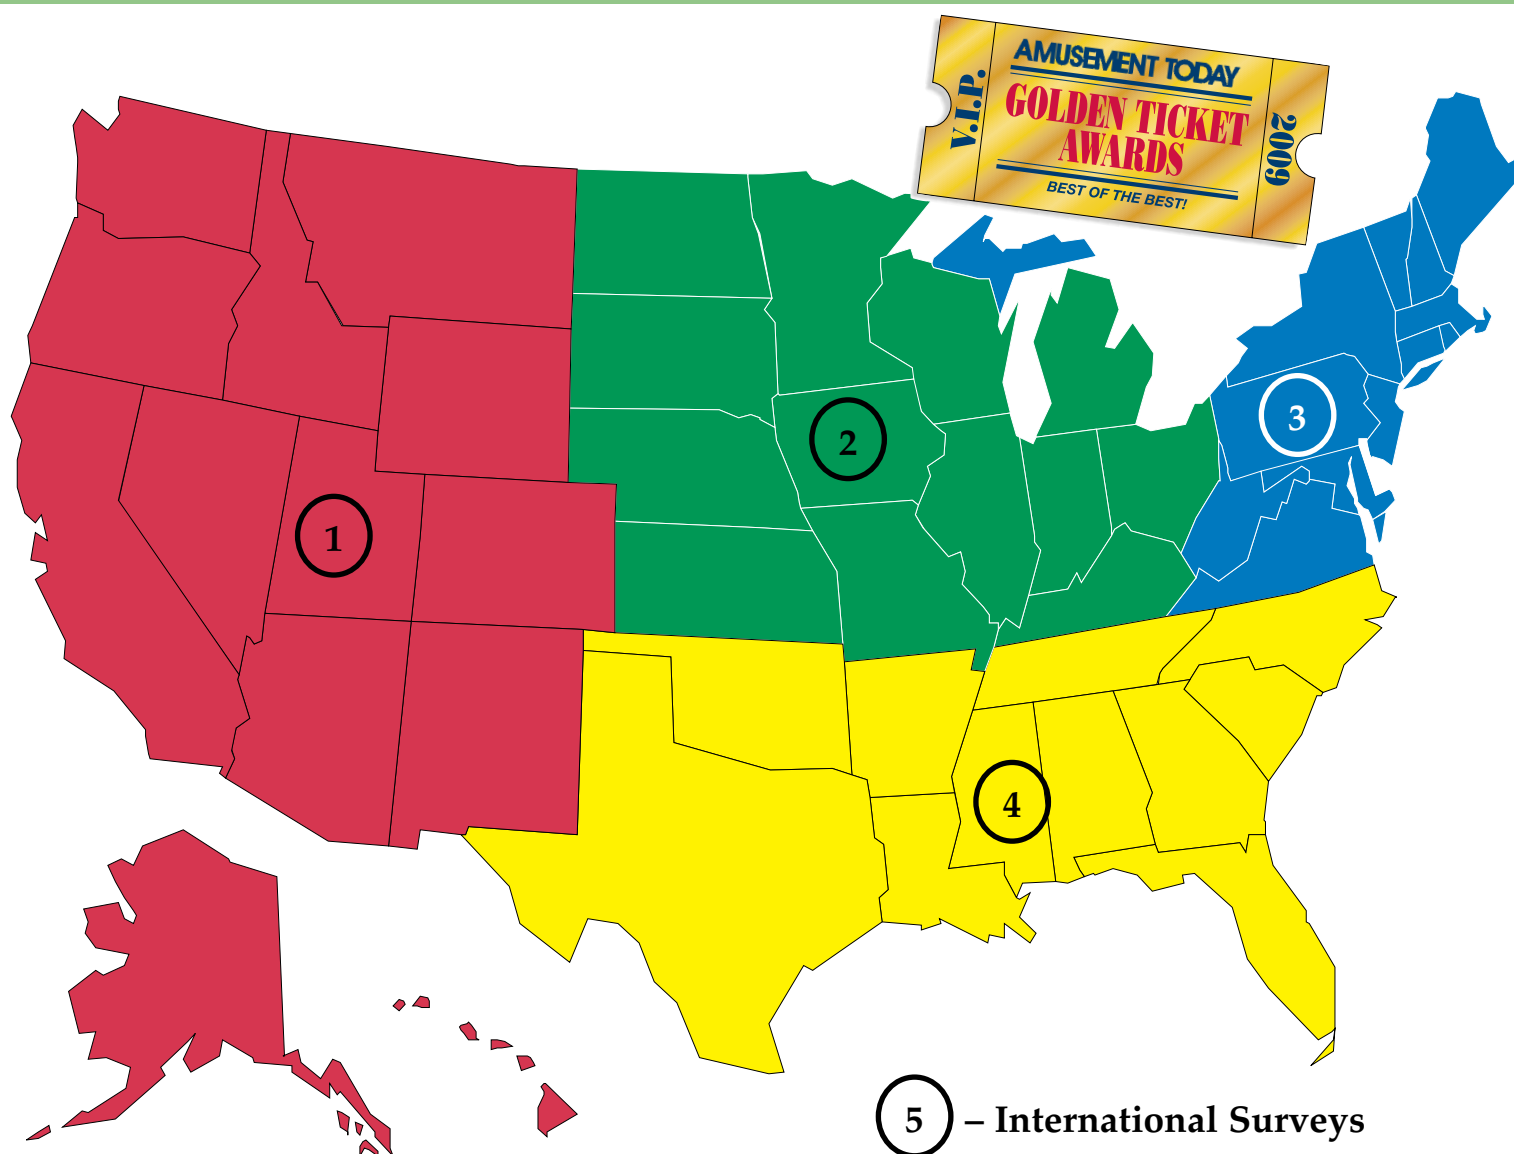 V.I.P.
AMUSEMENT TODAY
GOLDEN TICKET
AWARDS
BEST OF THE BEST!
2009
1
2
3
4
5 – International Surveys